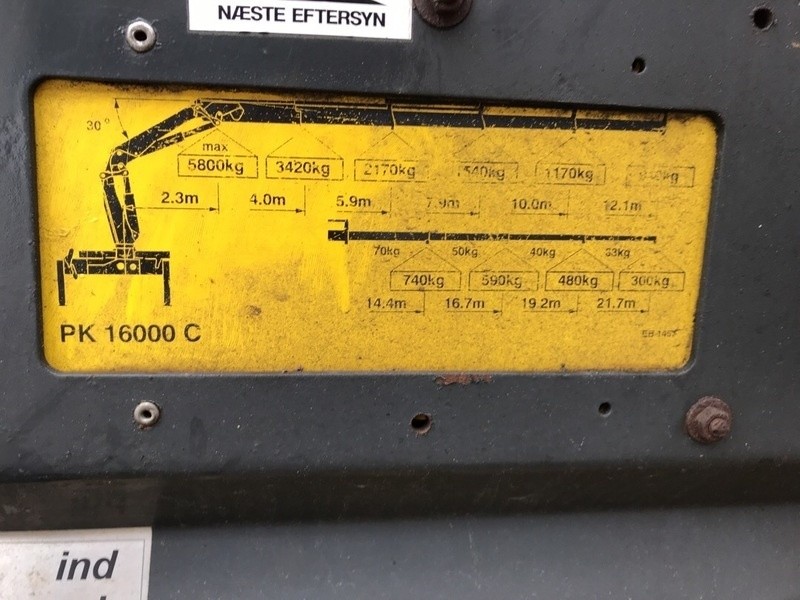 NÆSTE EFTERSYN
30°
max
5800kg 3420kg 2170kg 1540kg 1170kg
2.3m 4.0m 5.9m 7.9m 10.0m 12.1m
70kg 50kg 40kg 33kg
740kg 590kg 480kg 300kg
14.4m 16.7m 19.2m 21.7m
PK 16000 C
ind